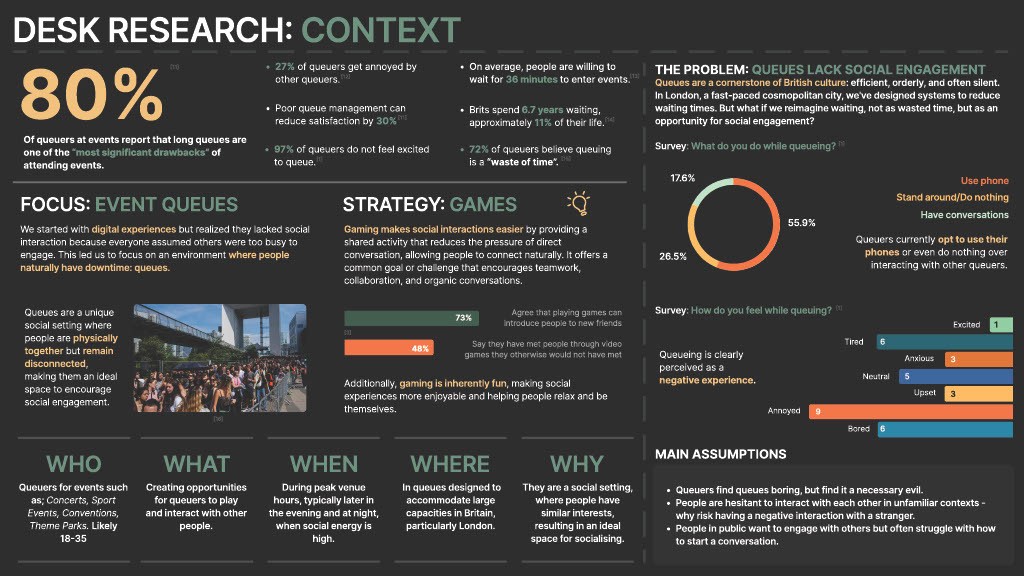 DESK RESEARCH: CONTEXT
80%
Of queuers at events report that long queues are
one of the "most significant drawbacks" of
attending events.
• 27% of queuers get annoyed by
other queuers.
• Poor queue management can
reduce satisfaction by 30%
• 97% of queuers do not feel excited
to queue.
• On average, people are willing to
wait for 36 minutes to enter events.
• Brits spend 6.7 years waiting,
approximately 11% of their life.
• 72% of queuers believe queuing
is a "waste of time".
FOCUS: EVENT QUEUES
We started with digital experiences but realized they lacked social
interaction because everyone assumed others were too busy to
engage. This led us to focus on an environment where people
naturally have downtime: queues.
Queues are a unique
social setting where
people are physically
together but remain
disconnected,
making them an ideal
space to encourage
social engagement.
STRATEGY: GAMES
Gaming makes social interactions easier by providing a
shared activity that reduces the pressure of direct
conversation, allowing people to connect naturally. It offers a
common goal or challenge that encourages teamwork,
collaboration, and organic conversations.
73%
Agree that playing games can
introduce people to new friends
48%
Say they have met people through video
games they otherwise would not have met
Additionally, gaming is inherently fun, making social
experiences more enjoyable and helping people relax and be
themselves.
WHO
Queuers for events such
as; Concerts, Sport
Events, Conventions,
Theme Parks. Likely
18-35
WHAT
Creating opportunities
for queuers to play
and interact with other
people.
WHEN
During peak venue
hours, typically later in
the evening and at night,
when social energy is
high.
WHERE
In queues designed to
accommodate large
capacities in Britain,
particularly London.
WHY
They are a social setting,
where people have
similar interests,
resulting in an ideal
space for socialising.
THE PROBLEM: QUEUES LACK SOCIAL ENGAGEMENT
Queues are a cornerstone of British culture: efficient, orderly, and often silent.
In London, a fast-paced cosmopolitan city, we've designed systems to reduce
waiting times. But what if we reimagine waiting, not as wasted time, but as an
opportunity for social engagement?
Survey: What do you do while queueing?
17.6%
55.9%
26.5%
Use phone
Stand around/Do nothing
Have conversations
Queuers currently opt to use their
phones or even do nothing over
interacting with other queuers.
Survey: How do you feel while queuing?
Queueing is clearly
perceived as a
negative experience.
Excited 1
Tired 6
Anxious 3
Neutral 5
Upset 3
Annoyed 9
Bored 6
MAIN ASSUMPTIONS
• Queuers find queues boring, but find it a necessary evil.
• People are hesitant to interact with each other in unfamiliar contexts -
why risk having a negative interaction with a stranger.
• People in public want to engage with others but often struggle with how
to start a conversation.